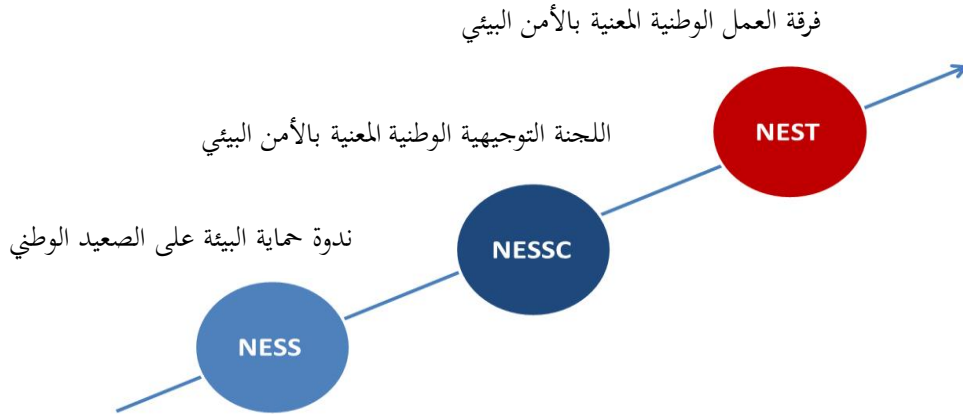 فرقة العمل الوطنية المعنية بالأمن البيئي
NEST
اللجنة التوجيهية الوطنية المعنية بالأمن البيئي
NESSC
ندوة حماية البيئة على الصعيد الوطني
NESS